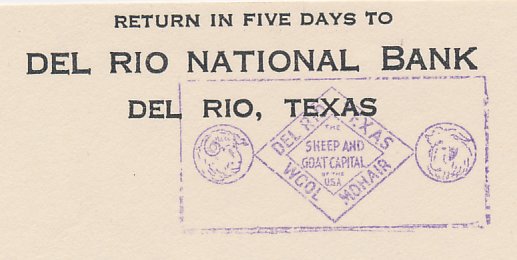 RETURN IN FIVE DAYS TO
DEL RIO NATIONAL BANK
DEL RIO, TEXAS
DEL RIO TEXAS
THE
SHEEP AND
GOAT CAPITAL
OF THE
USA
WOOL MOHAIR